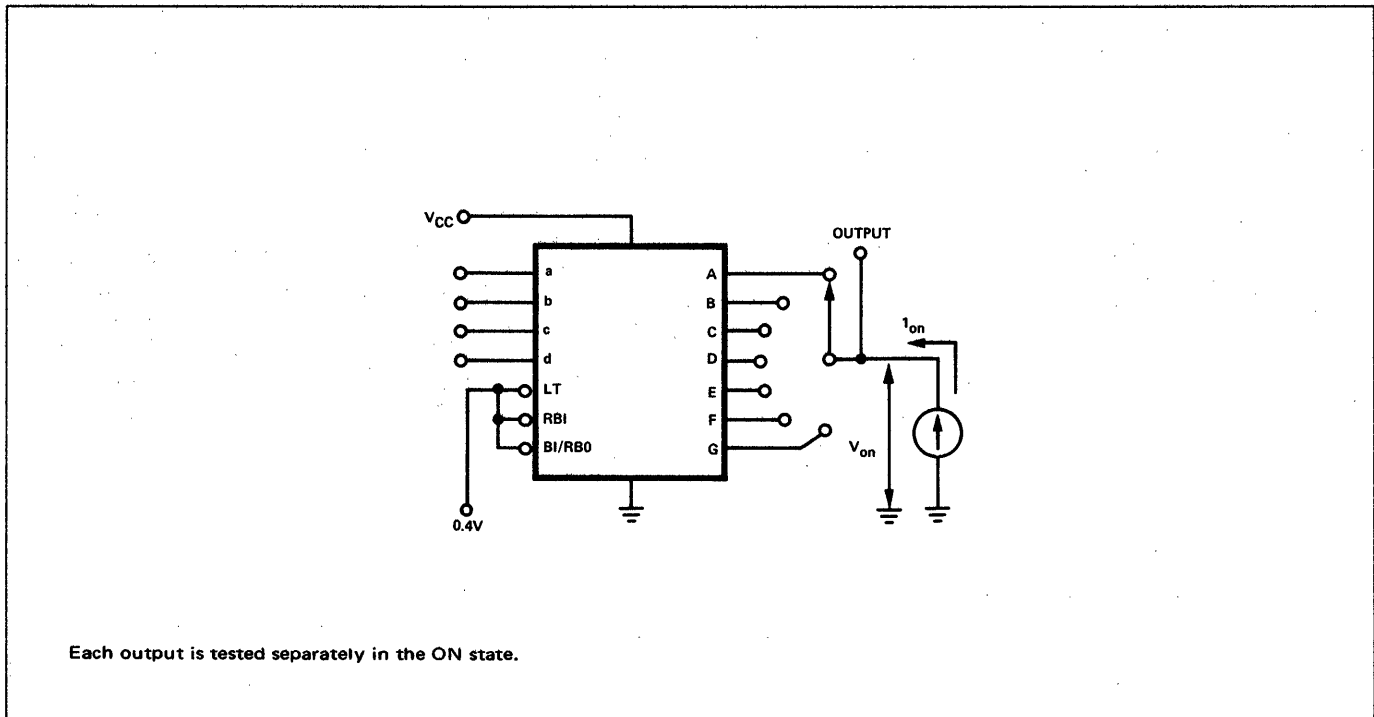 VCC
OUTPUT
a
b
c
d
LT
RBI
BI/RB0
A
B
C
D
E
F
G
1on
Von
0.4V
Each output is tested separately in the ON state.